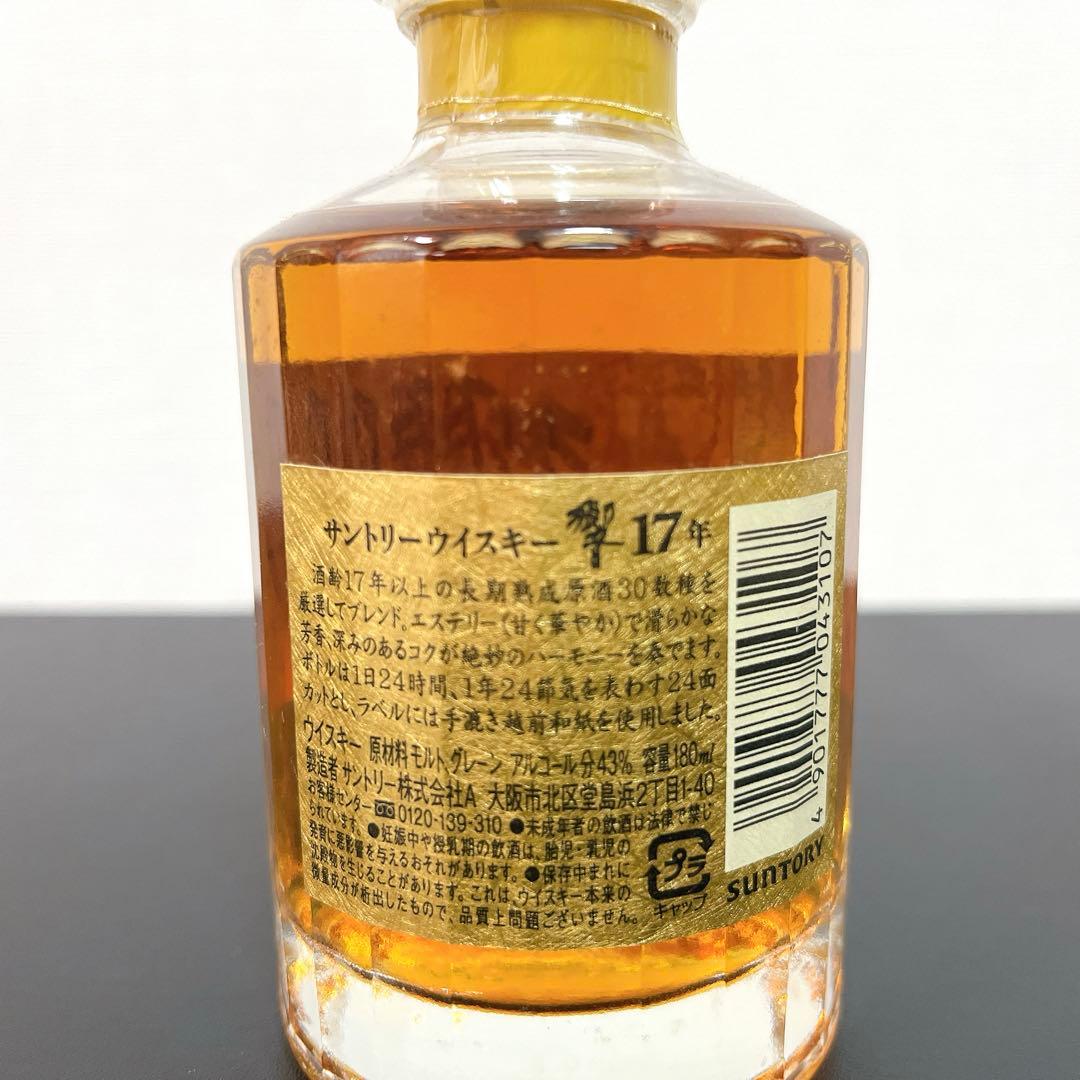 サントリーウイスキー 響 17年
酒齢17年以上の長期熟成原酒30数種を
厳選してブレンド。エステリー(甘く華やか)で滑らかな
芳香、深みのあるコクが絶妙のハーモニーを奏でます。
ボトルは1日24時間、1年24節気を表わす24面
カットとし、ラベルには手漉き越前和紙を使用しました。
ウイスキー 原材料モルト、グレーン アルコール分43% 容量180ml
製造者 サントリー株式会社A 大阪市北区堂島浜2丁目1-40
お客様センター 0120-139-310 ●未成年者の飲酒は法律で禁じ
られています。●妊娠中や授乳期の飲酒は、胎児・乳児の
発育に悪影響を与えるおそれがあります。●保存中まれに
沈殿物を生じることがあります。これは、ウイスキー本来の
微量成分が析出したもので、品質上問題ございません。
プラ
キャップ
SUNTORY
4 901777 043107